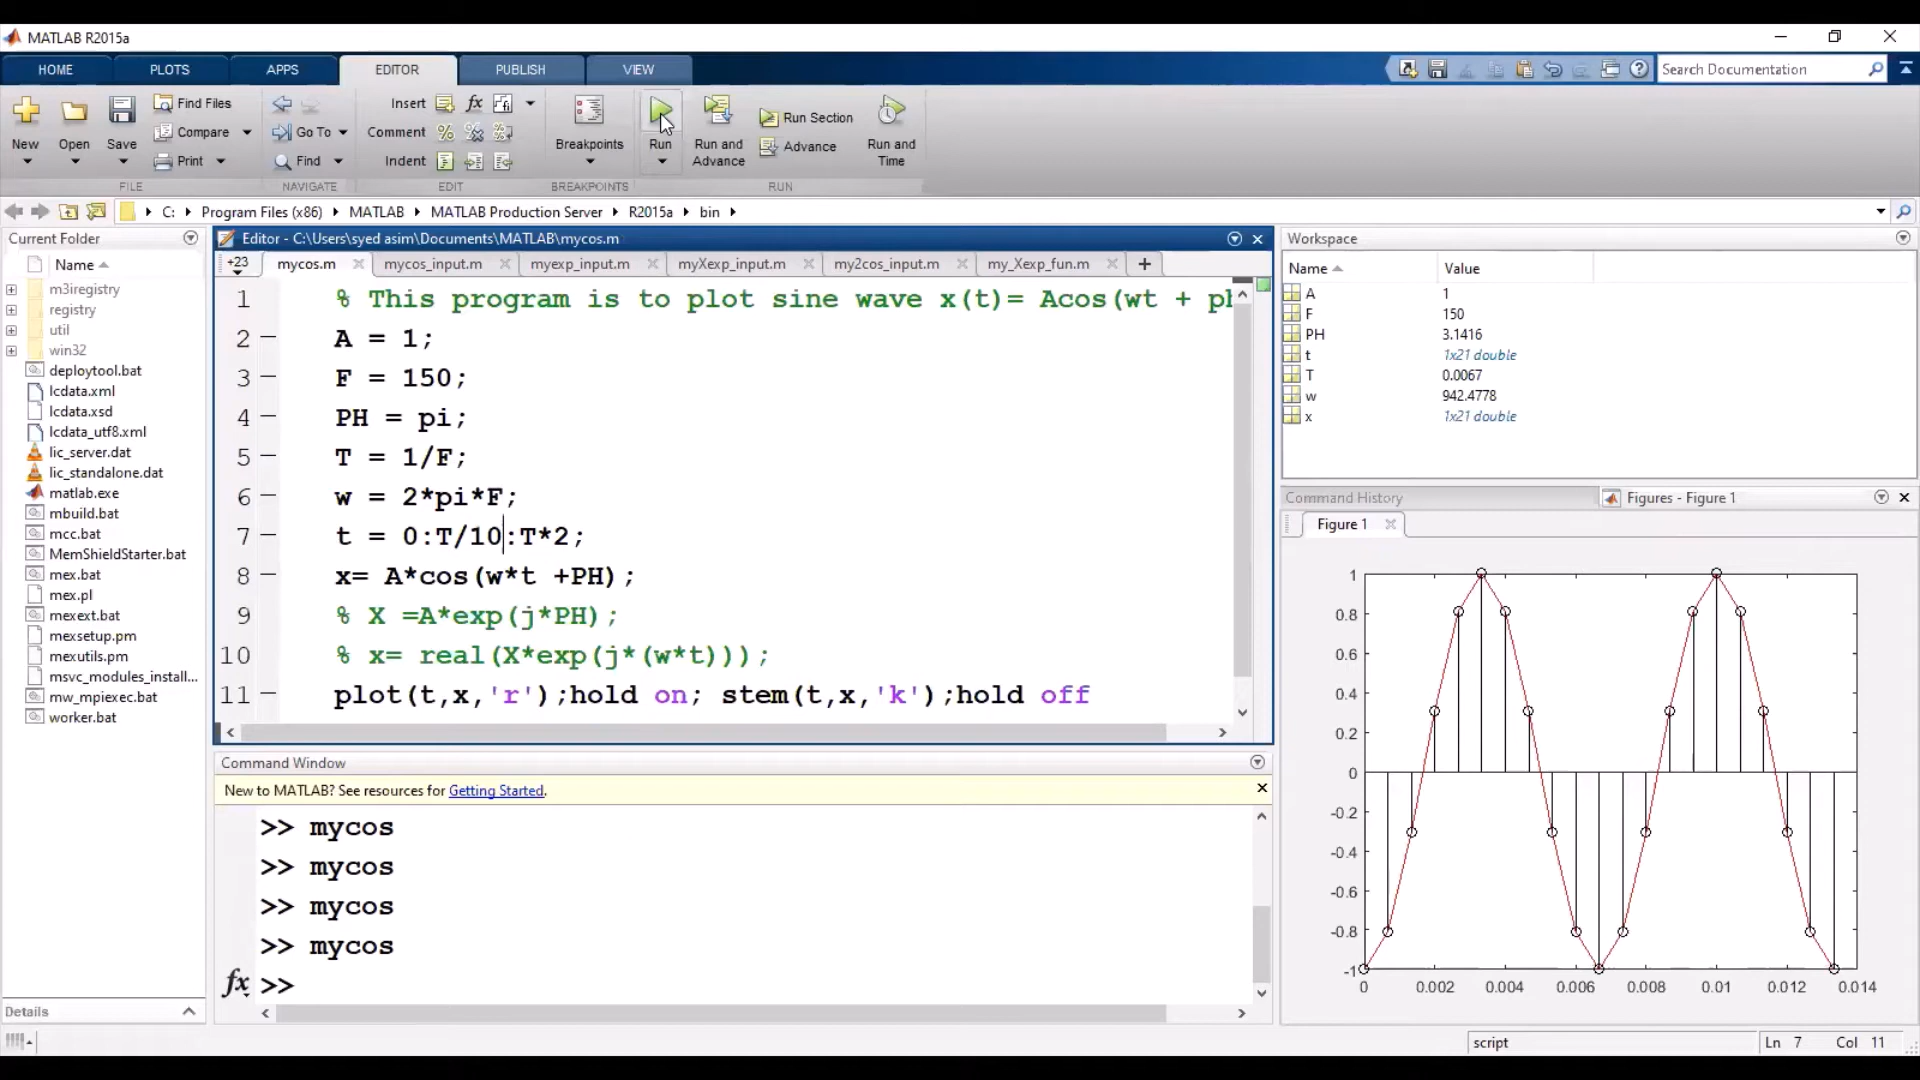 MATLAB R2015a
HOME PLOTS APPS EDITOR PUBLISH VIEW
Search Documentation
New Open Save
Find Files
Compare
Print
Go To
Find
Insert
Comment
Indent
fx
Breakpoints
Run
Run and Advance
Run Section
Advance
Run and Time
FILE NAVIGATE EDIT BREAKPOINTS RUN
C: Program Files (x86) MATLAB MATLAB Production Server R2015a bin
Current Folder
Name
m3iregistry
registry
util
win32
deploytool.bat
lcdata.xml
lcdata.xsd
lcdata_utf8.xml
lic_server.dat
lic_standalone.dat
matlab.exe
mbuild.bat
mcc.bat
MemShieldStarter.bat
mex.bat
mex.pl
mexext.bat
mexsetup.pm
mexutils.pm
msvc_modules_install...
mw_mpiexec.bat
worker.bat
Details
Editor - C:\Users\syed asim\Documents\MATLAB\mycos.m
+23 mycos.m mycos_input.m myexp_input.m myXexp_input.m my2cos_input.m my_Xexp_fun.m
1 % This program is to plot sine wave x(t)= Acos(wt + ph
2 A = 1;
3 F = 150;
4 PH = pi;
5 T = 1/F;
6 w = 2*pi*F;
7 t = 0:T/10:T*2;
8 x= A*cos(w*t +PH);
9 % X =A*exp(j*PH);
10 % x= real(X*exp(j*(w*t)));
11 plot(t,x,'r');hold on; stem(t,x,'k');hold off
Command Window
New to MATLAB? See resources for Getting Started.
>> mycos
>> mycos
>> mycos
>> mycos
fx >>
Workspace
Name Value
A 1
F 150
PH 3.1416
t 1x21 double
T 0.0067
w 942.4778
x 1x21 double
Command History
Figures - Figure 1
Figure 1
1
0.8
0.6
0.4
0.2
0
-0.2
-0.4
-0.6
-0.8
-1
0 0.002 0.004 0.006 0.008 0.01 0.012 0.014
script
Ln 7 Col 11